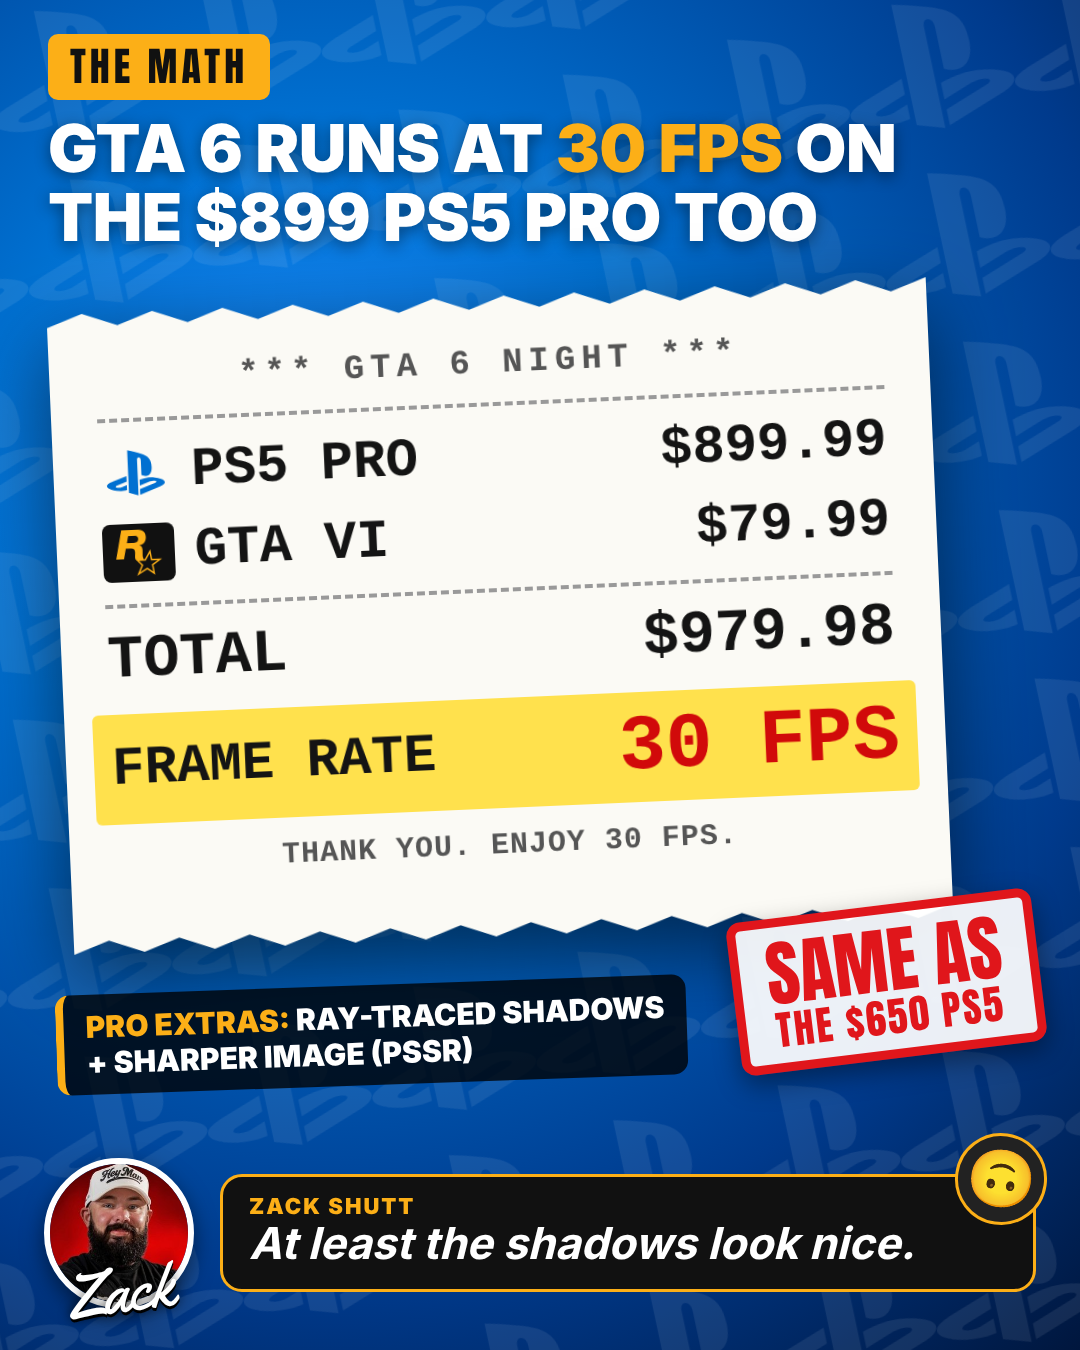 THE MATH
GTA 6 RUNS AT 30 FPS ON
THE $899 PS5 PRO TOO
*** GTA 6 NIGHT ***
PS5 PRO $899.99
R GTA VI $79.99
TOTAL $979.98
FRAME RATE 30 FPS
THANK YOU. ENJOY 30 FPS.
SAME AS
THE $650 PS5
PRO EXTRAS: RAY-TRACED SHADOWS
+ SHARPER IMAGE (PSSR)
HeyMan
Zack
ZACK SHUTT
At least the shadows look nice.